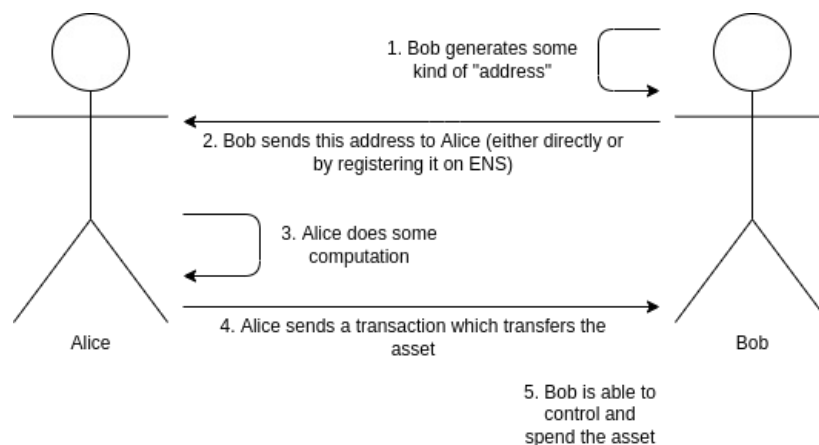 1. Bob generates some
kind of "address"
2. Bob sends this address to Alice (either directly or
by registering it on ENS)
3. Alice does some
computation
4. Alice sends a transaction which transfers the
asset
Alice
Bob
5. Bob is able to
control and
spend the asset